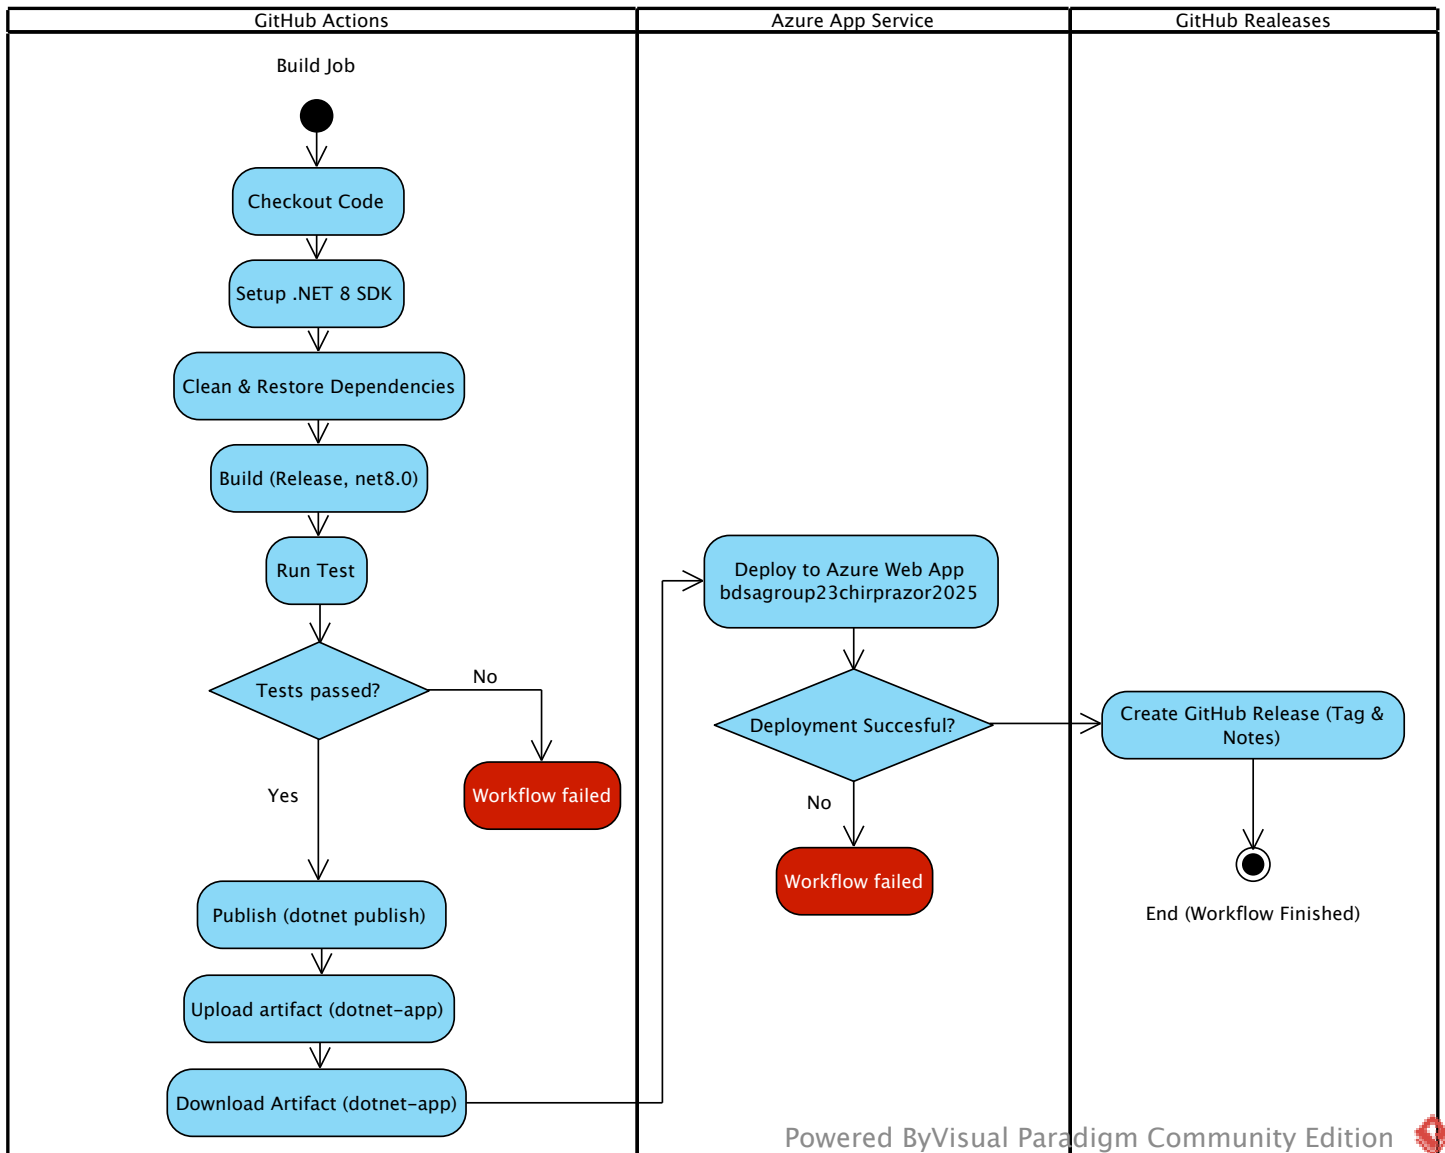 GitHub Actions
Azure App Service
GitHub Realeases
Build Job
Checkout Code
Setup .NET 8 SDK
Clean & Restore Dependencies
Build (Release, net8.0)
Run Test
Tests passed?
No
Workflow failed
Yes
Publish (dotnet publish)
Upload artifact (dotnet-app)
Download Artifact (dotnet-app)
Deploy to Azure Web App
bdsagroup23chirprazor2025
Deployment Succesful?
No
Workflow failed
Create GitHub Release (Tag &
Notes)
End (Workflow Finished)
Powered ByVisual Paradigm Community Edition